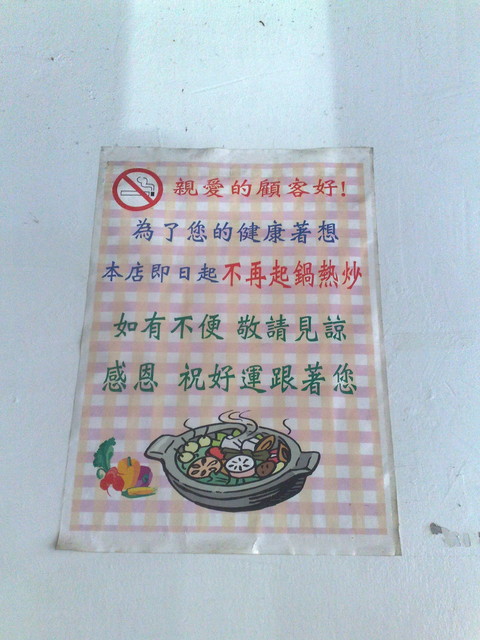 親愛的顧客好!
為了您的健康著想
本店即日起不再起鍋熱炒
如有不便 敬請見諒
感恩 祝好運跟著您